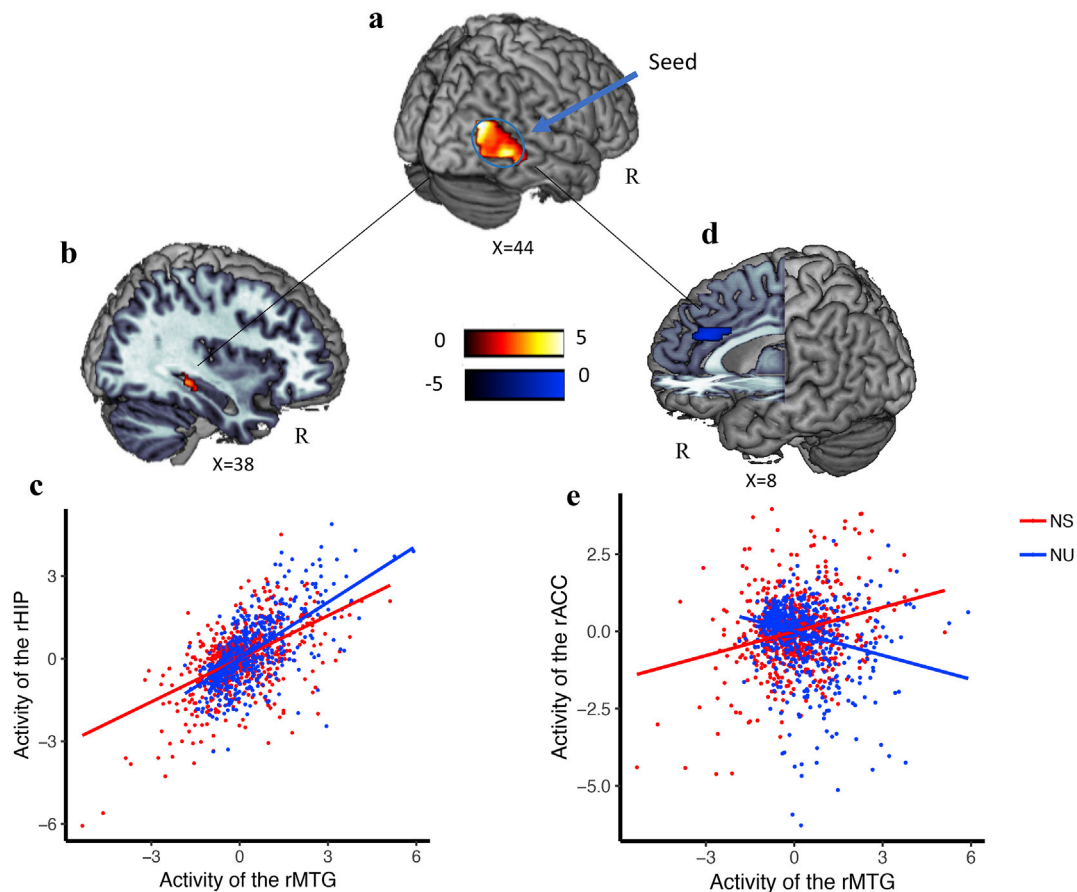 a
Seed
R
X=44
b
d
0 5
-5 0
R
X=38
R
X=8
c
e
NS
NU
3
0
-3
-6
Activity of the rHIP
-3 0 3 6
Activity of the rMTG
2.5
0.0
-2.5
-5.0
Activity of the rACC
-3 0 3 6
Activity of the rMTG